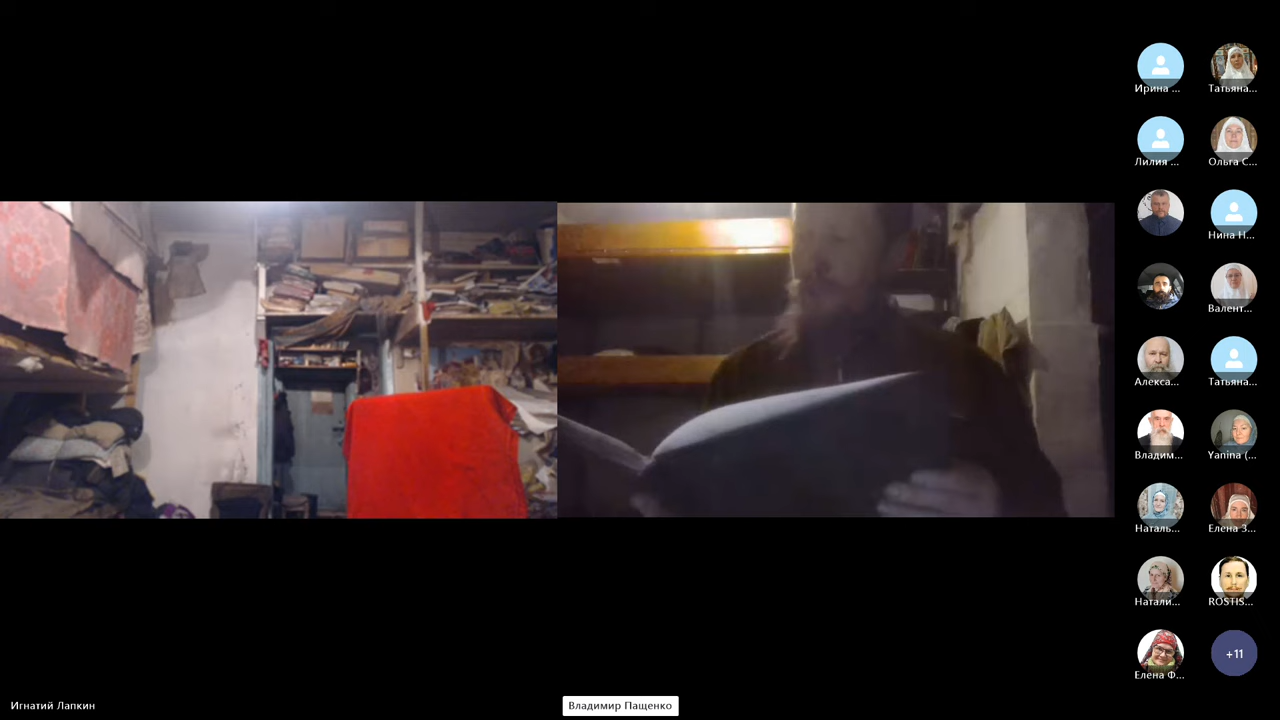 Ирина ...
Татьяна...
Лилия ...
Ольга С...
Нина Н...
Валент...
Алекса...
Татьяна...
Владим...
Yanina (...
Наталь...
Елена З...
Натали...
ROSTIS...
Елена Ф...
+11
Игнатий Лапкин
Владимир Пащенко